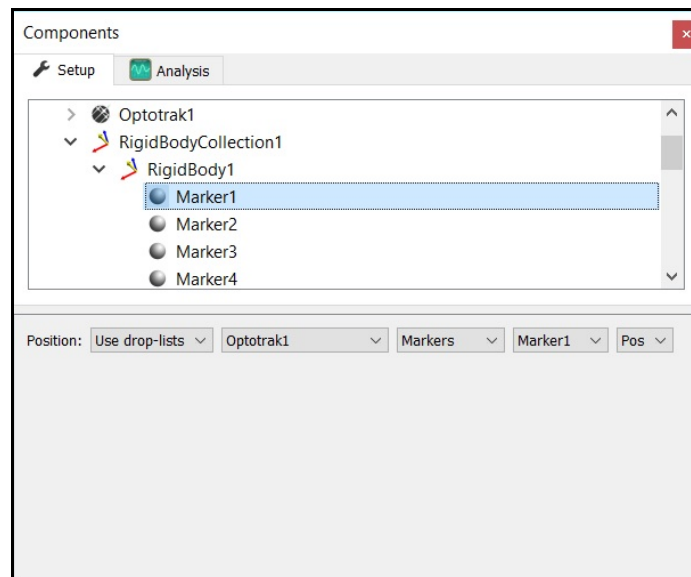 Components
Setup Analysis
Optotrak1
RigidBodyCollection1
RigidBody1
Marker1
Marker2
Marker3
Marker4
Position: Use drop-lists Optotrak1 Markers Marker1 Pos